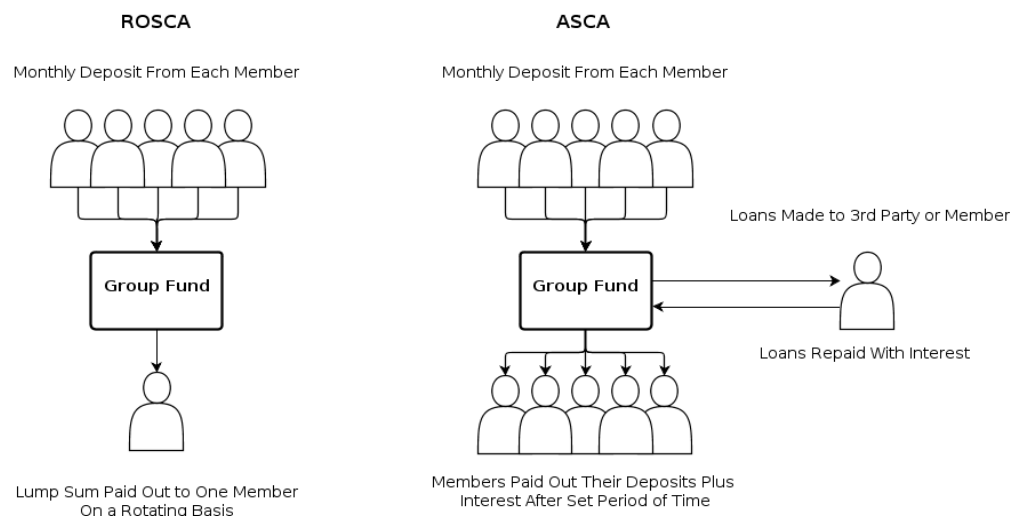 ROSCA
Monthly Deposit From Each Member
Group Fund
Lump Sum Paid Out to One Member
On a Rotating Basis
ASCA
Monthly Deposit From Each Member
Loans Made to 3rd Party or Member
Group Fund
Loans Repaid With Interest
Members Paid Out Their Deposits Plus
Interest After Set Period of Time